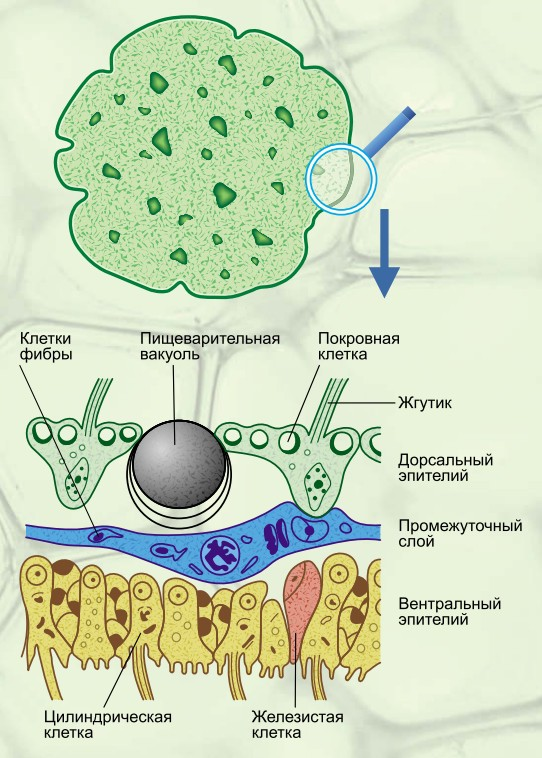 Клетки
фибры
Пищеварительная
вакуоль
Покровная
клетка
Жгутик
Дорсальный
эпителий
Промежуточный
слой
Вентральный
эпителий
Цилиндрическая
клетка
Железистая
клетка